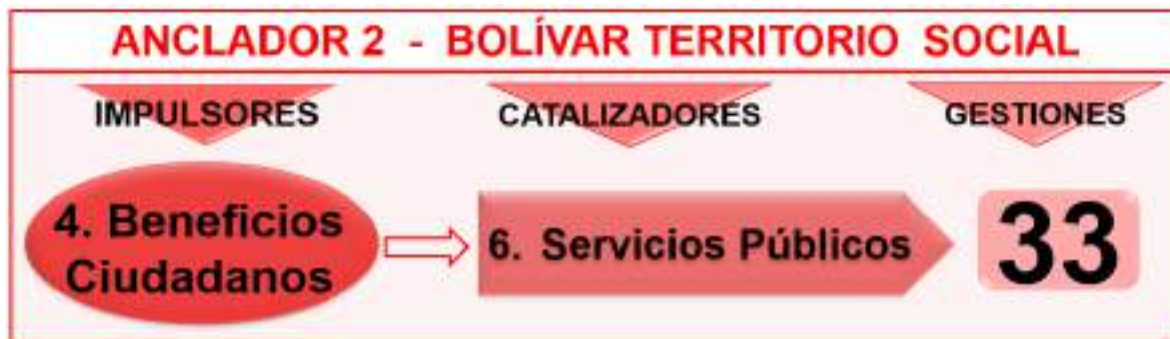 ANCLADOR 2 - BOLÍVAR TERRITORIO SOCIAL
IMPULSORES
CATALIZADORES
GESTIONES
4. Beneficios
Ciudadanos
6. Servicios Públicos
33